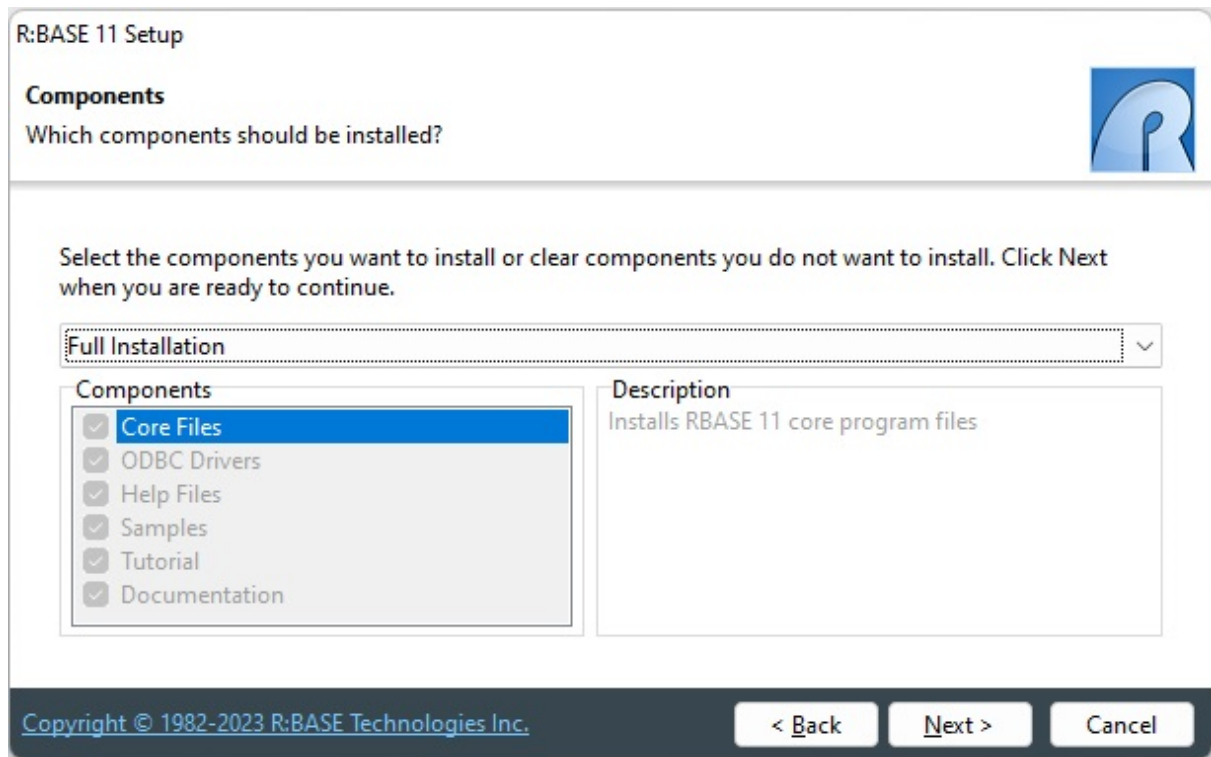 R:BASE 11 Setup
Components
Which components should be installed?
Select the components you want to install or clear components you do not want to install. Click Next
when you are ready to continue.
Full Installation
Components
Core Files
ODBC Drivers
Help Files
Samples
Tutorial
Documentation
Description
Installs RBASE 11 core program files
Copyright © 1982-2023 R:BASE Technologies Inc.
< Back
Next >
Cancel